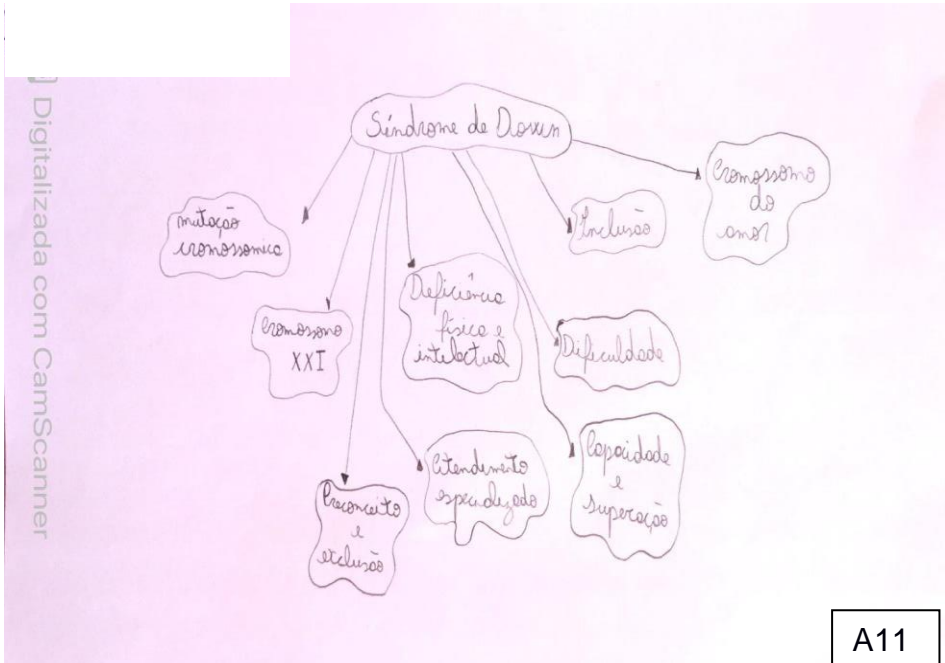 Digitalizada com CamScanner
Síndrome de Down
mutação
cromossomica
Cromossomo
XXI
Preconceito
e
exclusão
Deficiência
física e
intelectual
Atendimento
especializado
Inclusão
Dificuldade
Capacidade
e
superação
Cromossomo
do
amor
A11